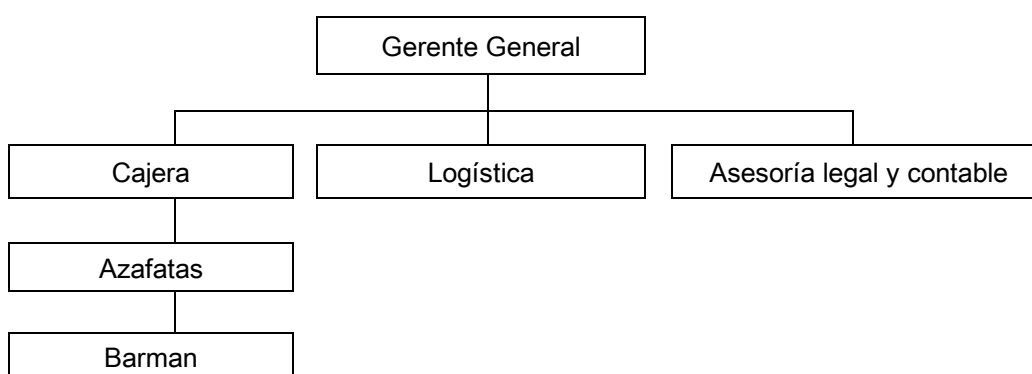 Gerente General
Cajera
Logística
Asesoría legal y contable
Azafatas
Barman